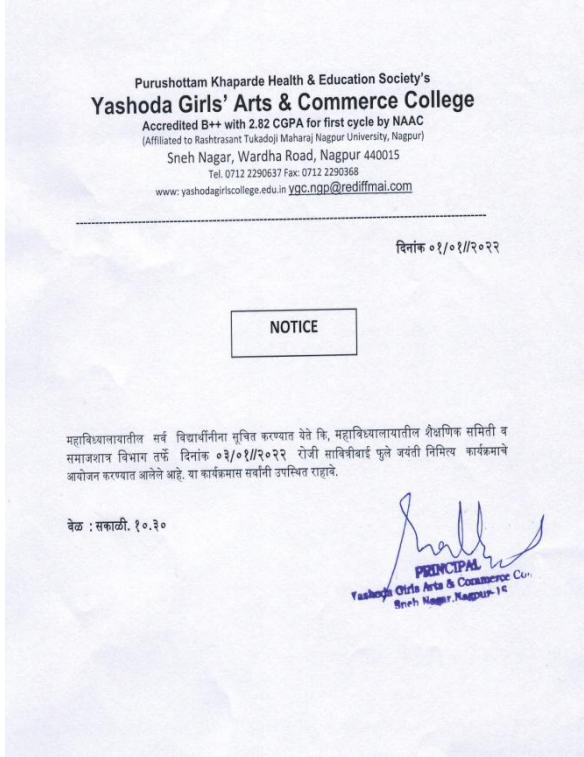 Purushottam Khaparde Health & Education Society's
Yashoda Girls' Arts & Commerce College
Accredited B++ with 2.82 CGPA for first cycle by NAAC
(Affiliated to Rashtrasant Tukadoji Maharaj Nagpur University, Nagpur)
Sneh Nagar, Wardha Road, Nagpur 440015
Tel. 0712 2290637 Fax: 0712 2290368
www: yashodagirlscollege.edu.in ygc.ngp@rediffmai.com
दिनांक ०१/०१//२०२२
NOTICE
महाविध्यालायातील सर्व विद्यार्थीनीना सूचित करण्यात येते कि, महाविध्यालायातील शैक्षणिक समिती व
समाजशात्र विभाग तर्फे दिनांक ०३/०१//२०२२ रोजी सावित्रीबाई फुले जयंती निमित्य कार्यक्रमाचे
आयोजन करण्यात आलेले आहे. या कार्यक्रमास सर्वांनी उपस्थित राहावे.
वेळ : सकाळी. १०.३०
PRINCIPAL
Yashoda Girls Arts & Commerce Col.
Sneh Nagar, Nagpur-15